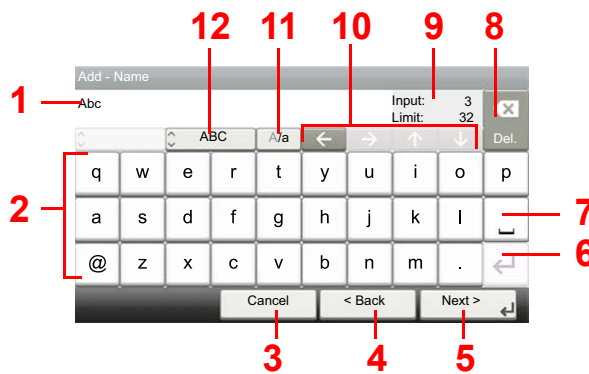 12 11 10 9 8
Add - Name
1 Abc Input: 3
Limit: 32
ABC A/a ← → ↑ ↓ Del.
2 q w e r t y u i o p
a s d f g h j k l 7
@ z x c v b n m . 6
Cancel < Back Next >
3 4 5